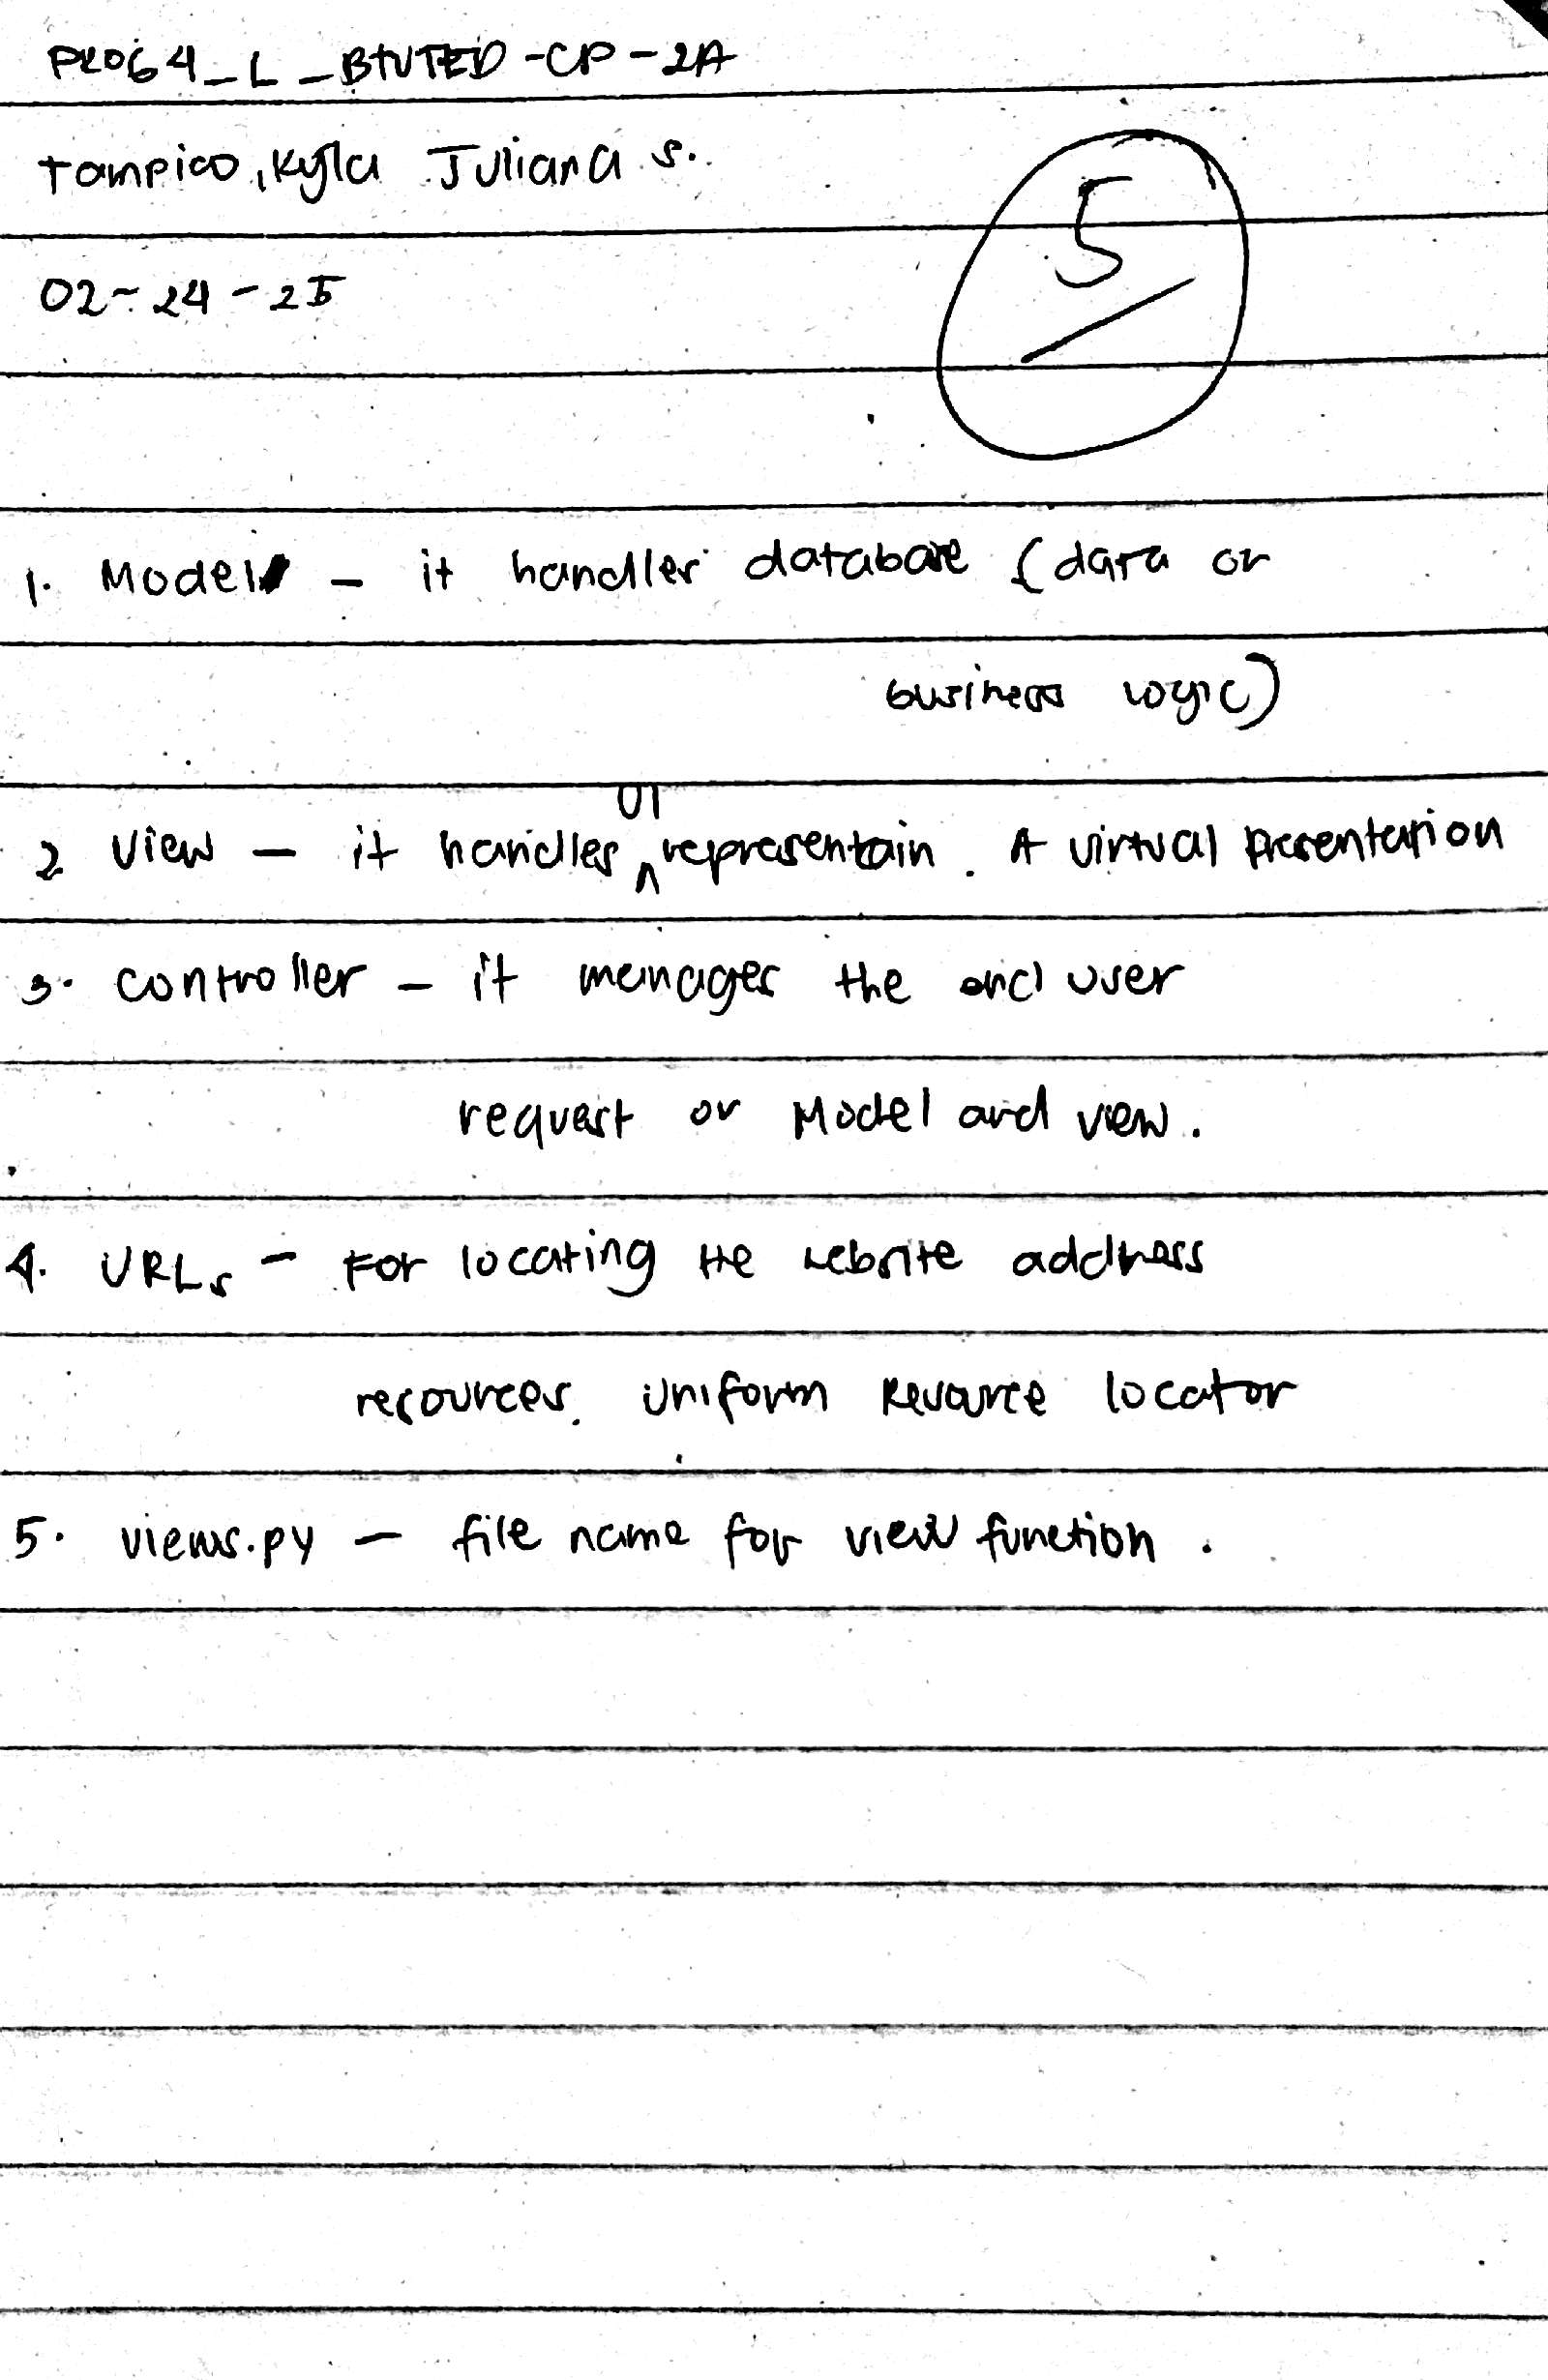 PROG4_L_BTVTED-CP-2A
Tampico, Kyla Juliana S.
02-24-25
5
1. Model - it handles database (data or
business logic)
UI
2 View - it handles ^ representain. A virtual presentation
3. controller - it manages the end user
request or Model and view.
4. URLs - For locating the website address
resources. Uniform Resource locator
5. views.py - file name for view function.